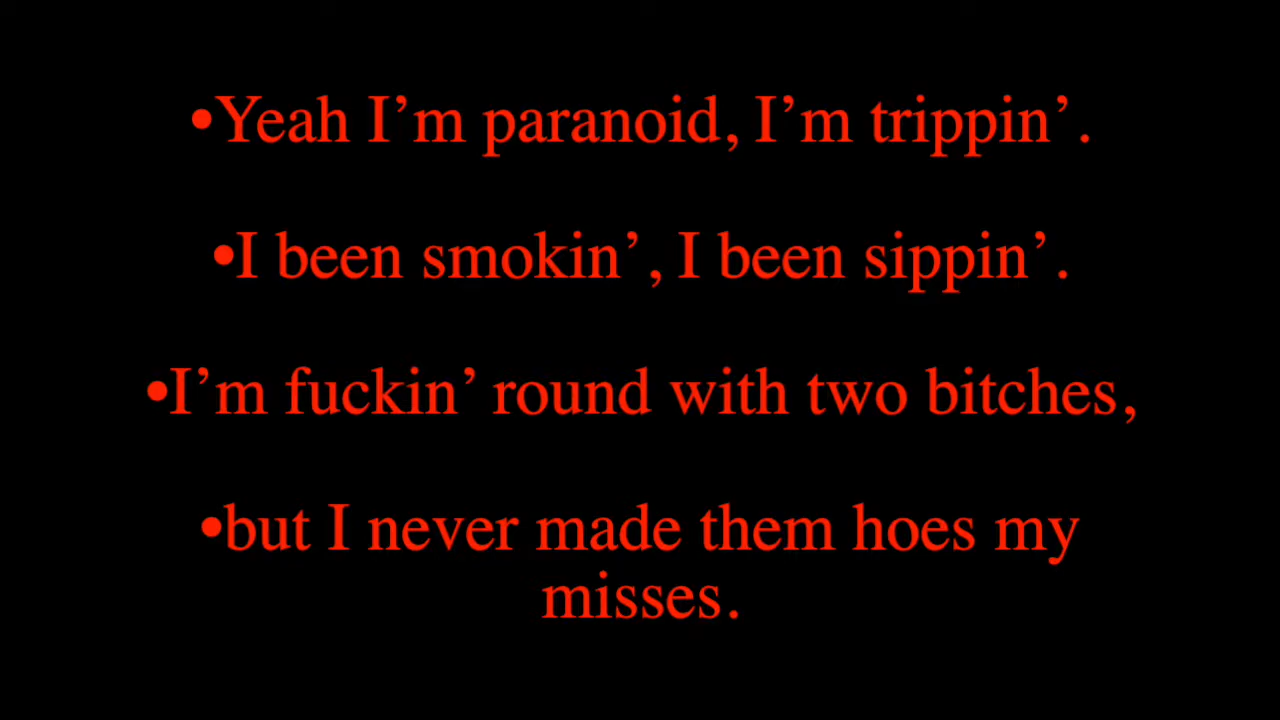 •Yeah I’m paranoid, I’m trippin’.
•I been smokin’, I been sippin’.
•I’m fuckin’ round with two bitches,
•but I never made them hoes my
misses.